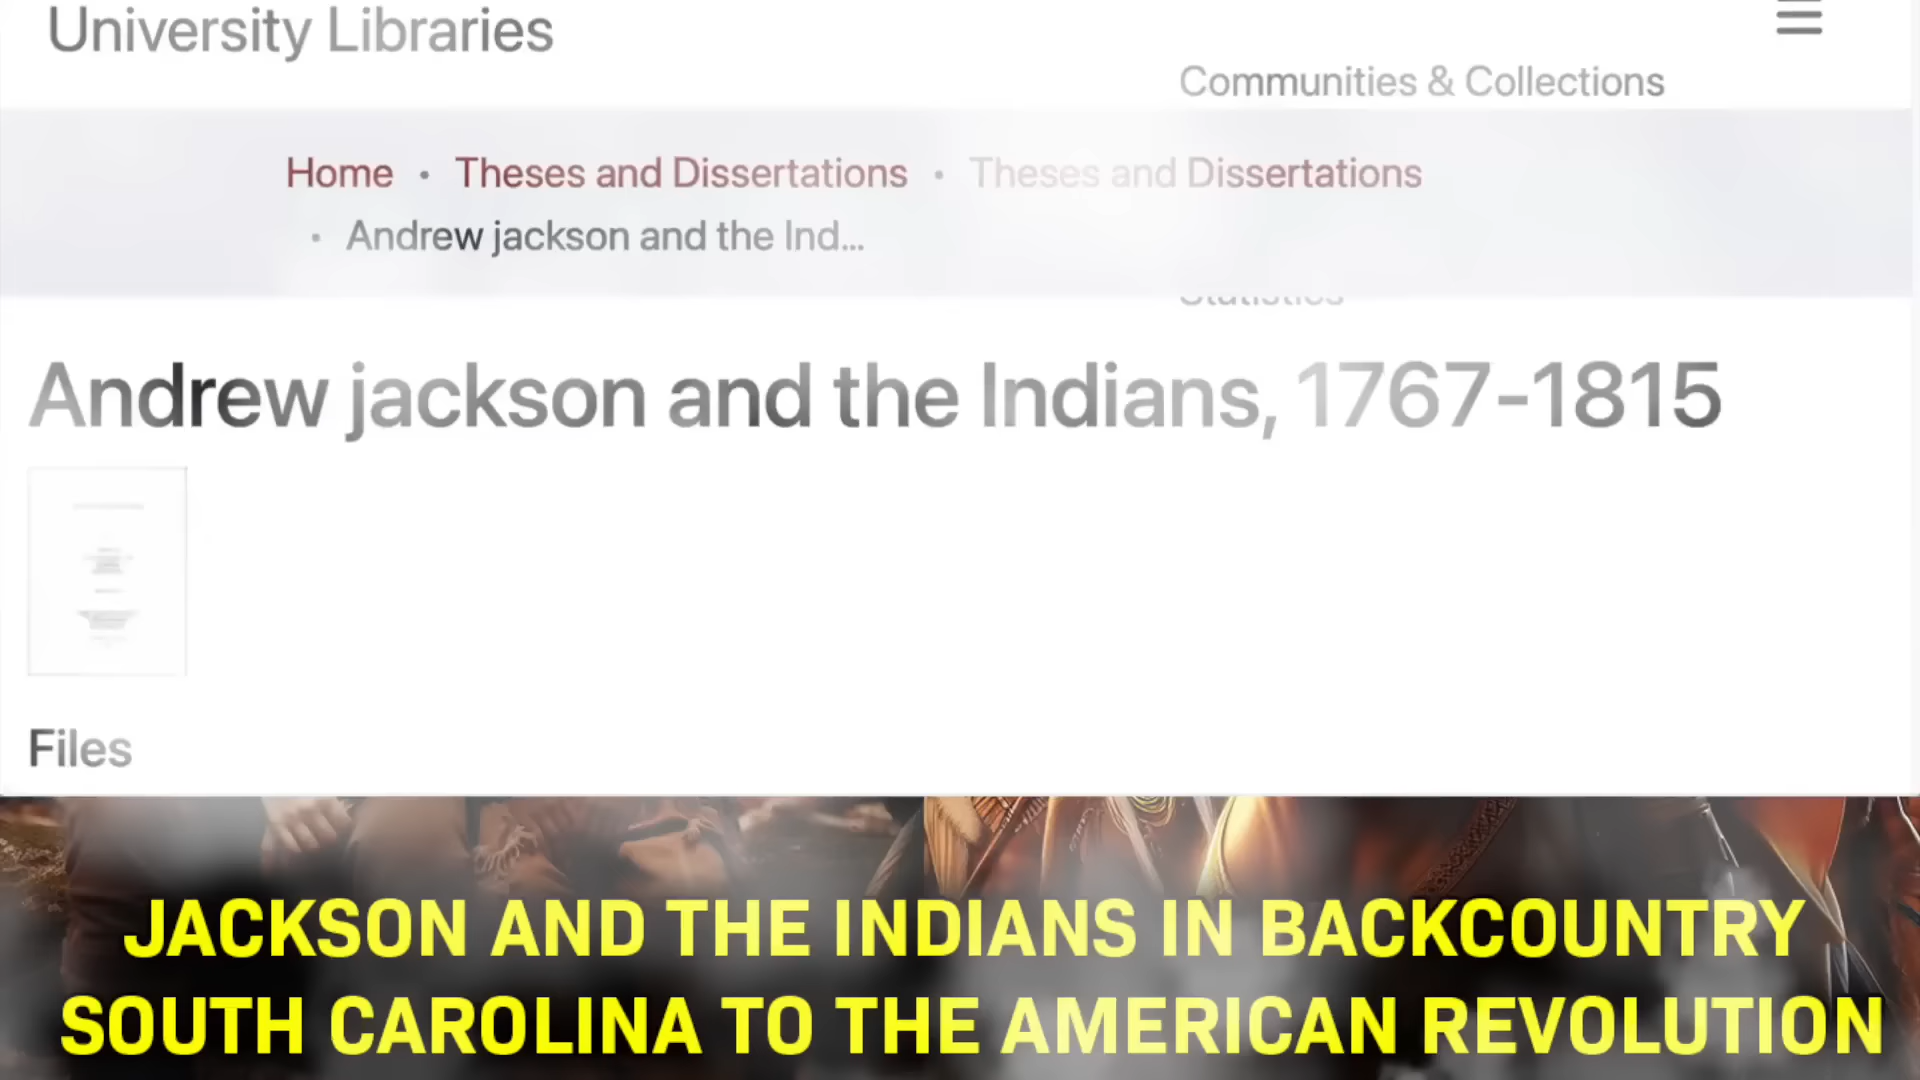 University Libraries
Communities & Collections
Home • Theses and Dissertations • Theses and Dissertations
• Andrew jackson and the Ind...
Statistics
Andrew jackson and the Indians, 1767-1815
Files
JACKSON AND THE INDIANS IN BACKCOUNTRY
SOUTH CAROLINA TO THE AMERICAN REVOLUTION